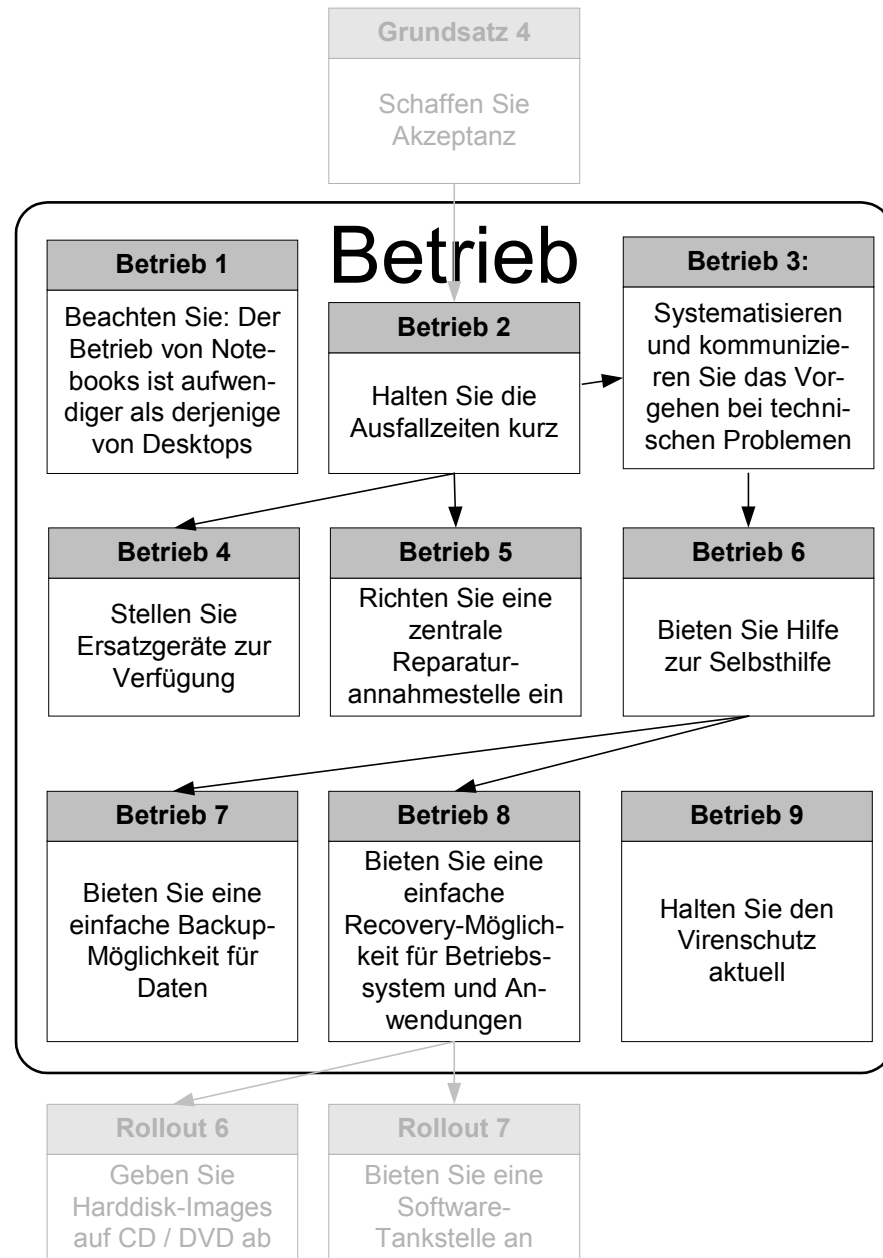 Grundsatz 4
Schaffen Sie
Akzeptanz
Betrieb
Betrieb 1
Beachten Sie: Der
Betrieb von Note-
books ist aufwen-
diger als derjenige
von Desktops
Betrieb 2
Halten Sie die
Ausfallzeiten kurz
Betrieb 3:
Systematisieren
und kommunizie-
ren Sie das Vor-
gehen bei techni-
schen Problemen
Betrieb 4
Stellen Sie
Ersatzgeräte zur
Verfügung
Betrieb 5
Richten Sie eine
zentrale
Reparatur-
annahmestelle ein
Betrieb 6
Bieten Sie Hilfe
zur Selbsthilfe
Betrieb 7
Bieten Sie eine
einfache Backup-
Möglichkeit für
Daten
Betrieb 8
Bieten Sie eine
einfache
Recovery-Möglich-
keit für Betriebs-
system und An-
wendungen
Betrieb 9
Halten Sie den
Virenschutz
aktuell
Rollout 6
Geben Sie
Harddisk-Images
auf CD / DVD ab
Rollout 7
Bieten Sie eine
Software-
Tankstelle an